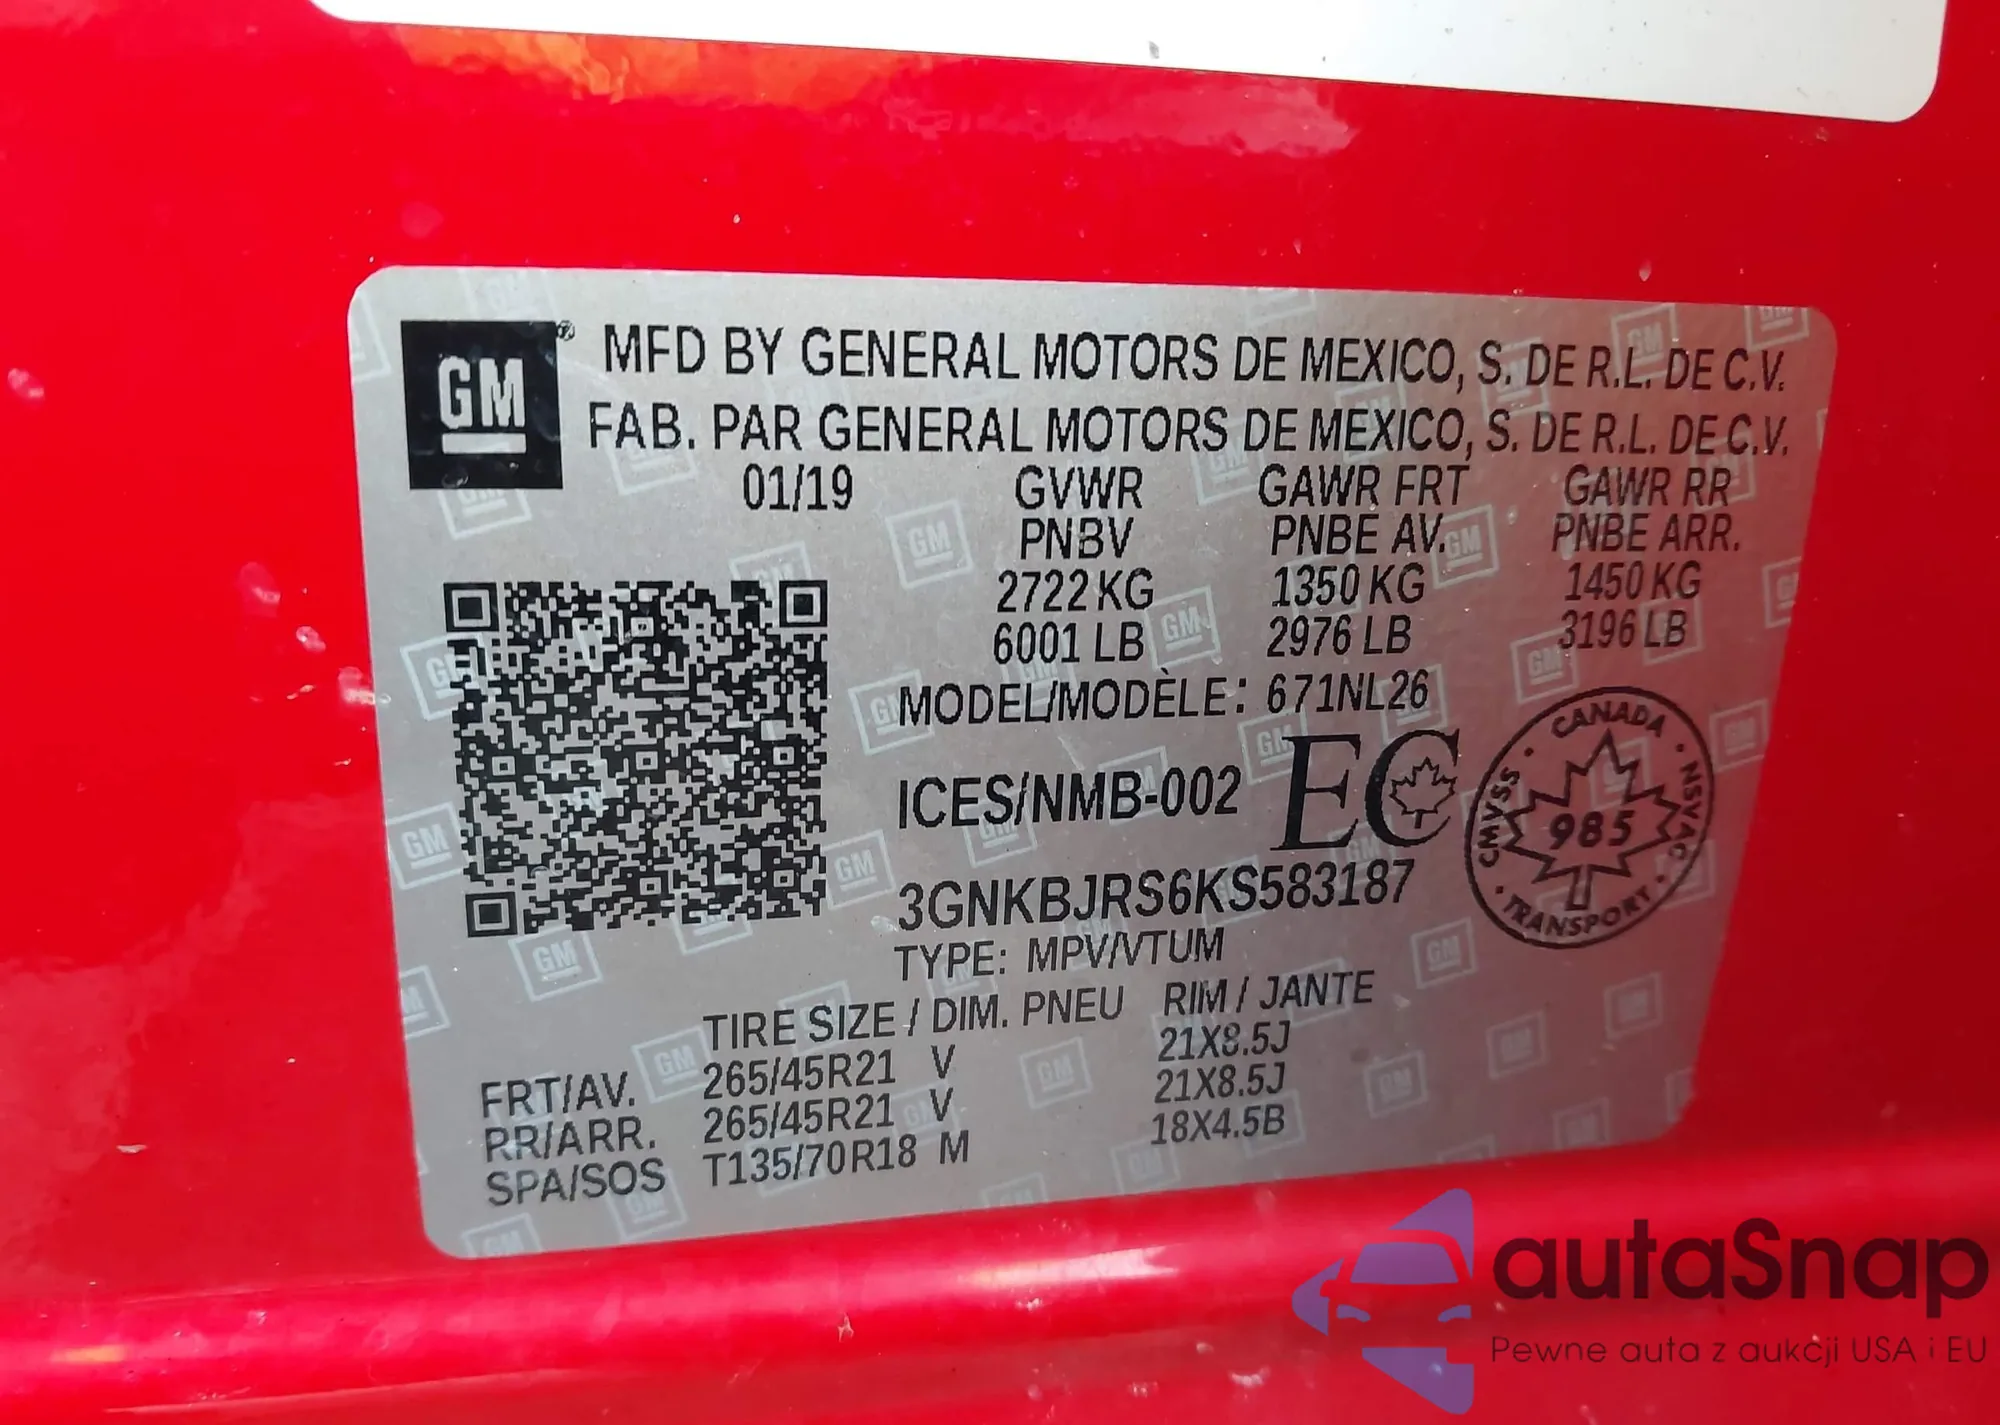 GM ®
MFD BY GENERAL MOTORS DE MEXICO, S. DE R.L. DE C.V.
FAB. PAR GENERAL MOTORS DE MEXICO, S. DE R.L. DE C.V.
01/19 GVWR GAWR FRT GAWR RR
PNBV PNBE AV. PNBE ARR.
2722 KG 1350 KG 1450 KG
6001 LB 2976 LB 3196 LB
MODEL/MODÈLE: 671NL26
ICES/NMB-002 EC
CANADA
CMVSS 985 NSVAC
TRANSPORT
3GNKBJRS6KS583187
TYPE: MPV/VTUM
TIRE SIZE / DIM. PNEU RIM / JANTE
FRT/AV. 265/45R21 V 21X8.5J
RR/ARR. 265/45R21 V 21X8.5J
SPA/SOS T135/70R18 M 18X4.5B
autaSnap
Pewne auta z aukcji USA i EU